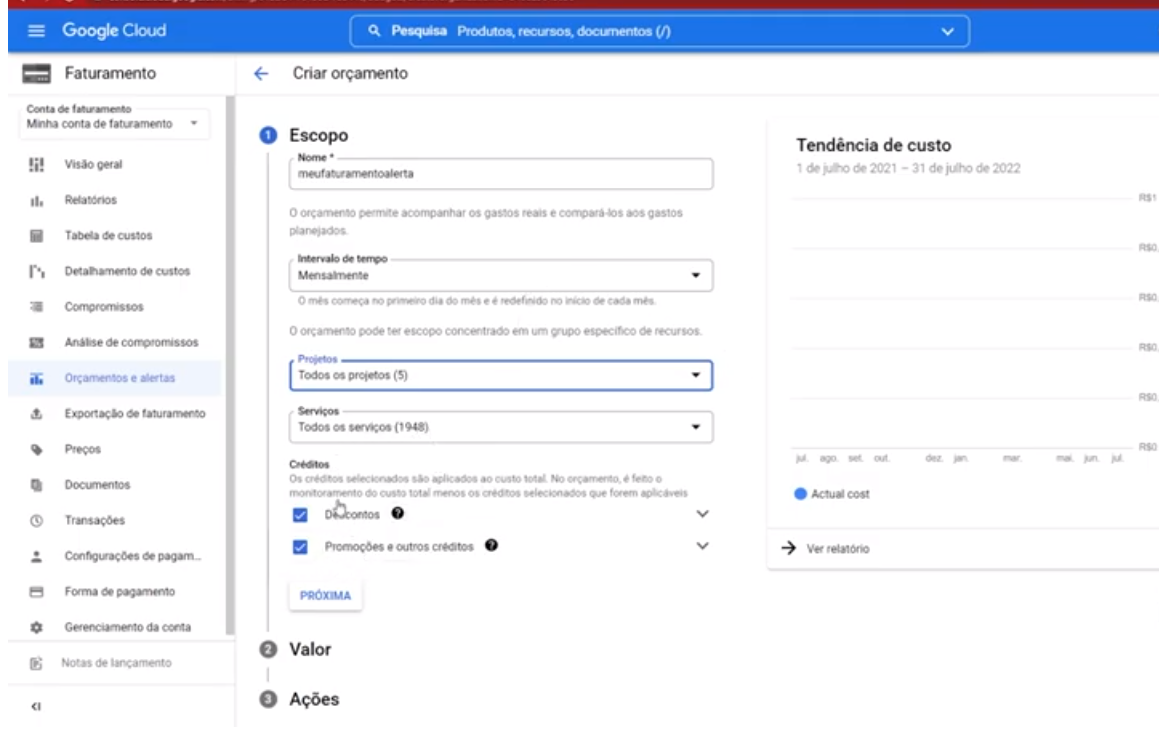 Google Cloud
Pesquisa Produtos, recursos, documentos (/)
Faturamento
Criar orçamento
Conta de faturamento
Minha conta de faturamento
Visão geral
Relatórios
Tabela de custos
Detalhamento de custos
Compromissos
Análise de compromissos
Orçamentos e alertas
Exportação de faturamento
Preços
Documentos
Transações
Configurações de pagam...
Forma de pagamento
Gerenciamento da conta
Notas de lançamento
1 Escopo
Nome *
meufaturamentoalerta
O orçamento permite acompanhar os gastos reais e compará-los aos gastos
planejados.
Intervalo de tempo
Mensalmente
O mês começa no primeiro dia do mês e é redefinido no início de cada mês.
O orçamento pode ter escopo concentrado em um grupo específico de recursos.
Projetos
Todos os projetos (5)
Serviços
Todos os serviços (1948)
Créditos
Os créditos selecionados são aplicados ao custo total. No orçamento, é feito o
monitoramento do custo total menos os créditos selecionados que forem aplicáveis
Descontos
Promoções e outros créditos
PRÓXIMA
2 Valor
3 Ações
Tendência de custo
1 de julho de 2021 – 31 de julho de 2022
R$1
R$0,
R$0,
R$0,
R$0,
R$0
jul. ago. set. out. dez. jan. mar. mai. jun. jul.
Actual cost
Ver relatório